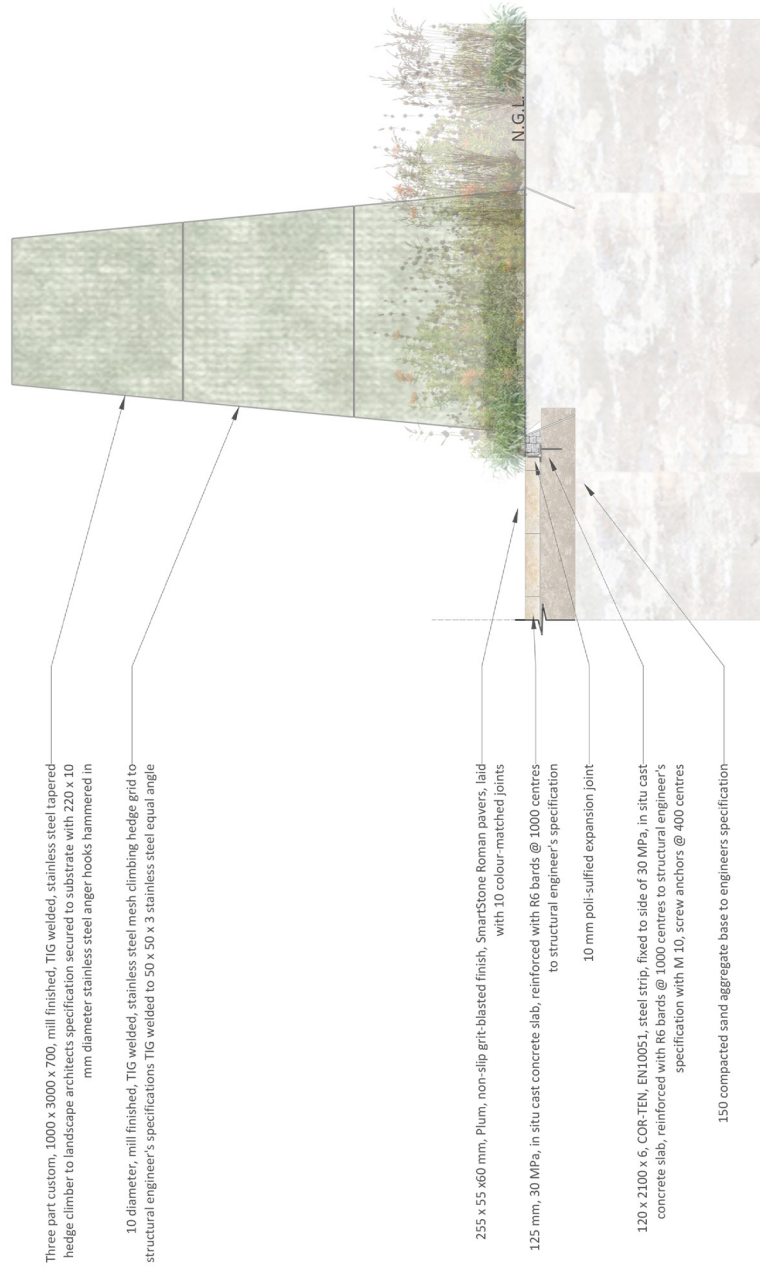 Three part custom, 1000 x 3000 x 700, mill finished, TIG welded, stainless steel tapered
hedge climber to landscape architects specification secured to substrate with 220 x 10
mm diameter stainless steel anger hooks hammered in
10 diameter, mill finished, TIG welded, stainless steel mesh climbing hedge grid to
structural engineer's specifications TIG welded to 50 x 50 x 3 stainless steel equal angle
255 x 55 x60 mm, Plum, non-slip grit-blasted finish, SmartStone Roman pavers, laid
with 10 colour-matched joints
125 mm, 30 MPa, in situ cast concrete slab, reinforced with R6 bards @ 1000 centres
to structural engineer's specification
10 mm poli-sulfied expansion joint
120 x 2100 x 6, COR-TEN, EN10051, steel strip, fixed to side of 30 MPa, in situ cast
concrete slab, reinforced with R6 bards @ 1000 centres to structural engineer's
specification with M 10, screw anchors @ 400 centres
150 compacted sand aggregate base to engineers specification
N.G.L.